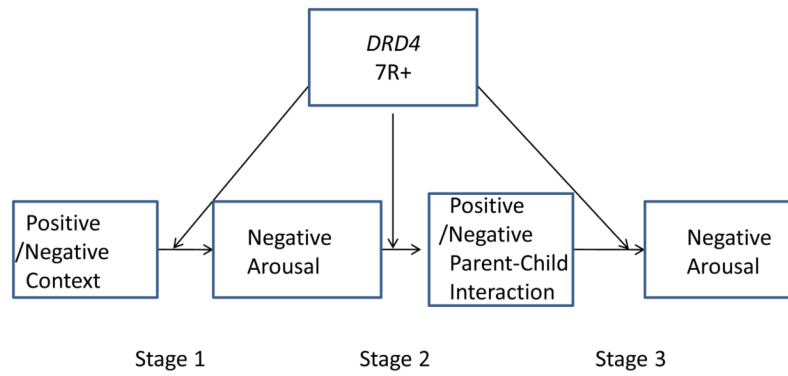 DRD4
7R+
Positive
/Negative
Context
Negative
Arousal
Positive
/Negative
Parent-Child
Interaction
Negative
Arousal
Stage 1
Stage 2
Stage 3